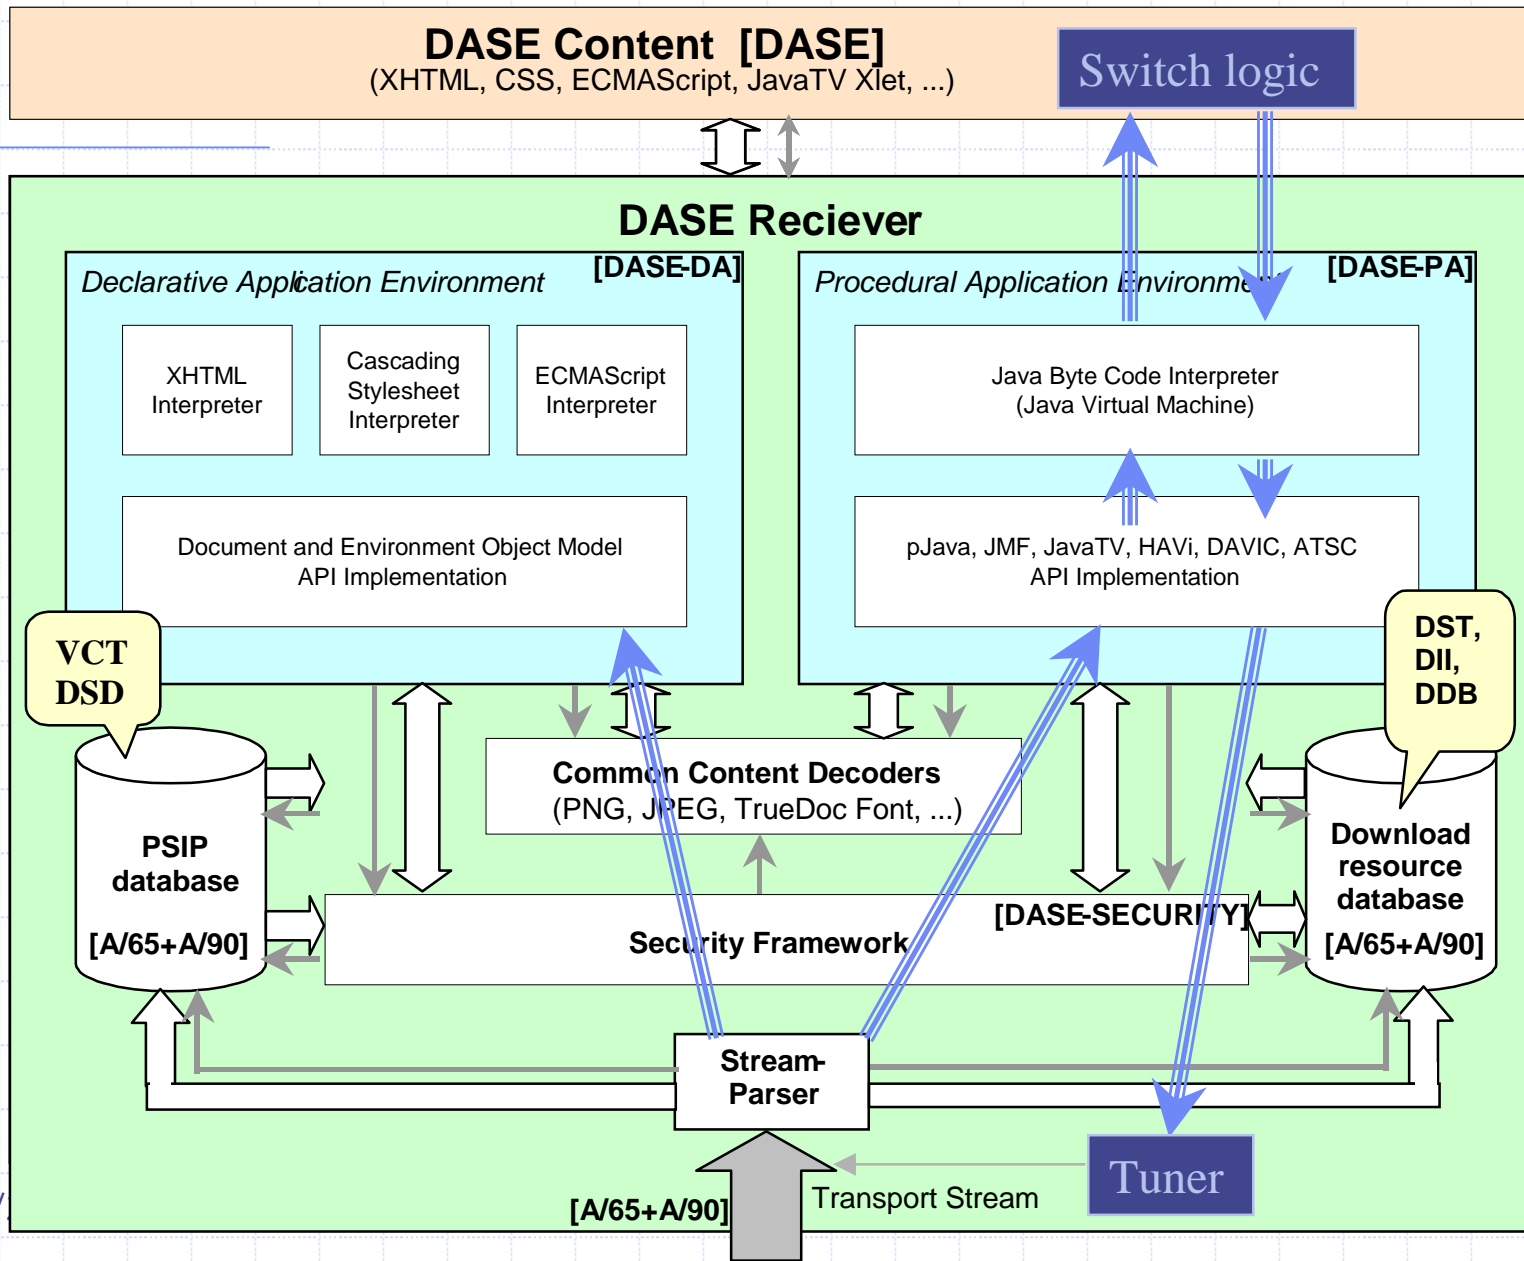 DASE Content [DASE]
(XHTML, CSS, ECMAScript, JavaTV Xlet, ...)
Switch logic
DASE Reciever
Declarative Application Environment
[DASE-DA]
Procedural Application Environment
[DASE-PA]
XHTML
Interpreter
Cascading
Stylesheet
Interpreter
ECMAScript
Interpreter
Java Byte Code Interpreter
(Java Virtual Machine)
Document and Environment Object Model
API Implementation
pJava, JMF, JavaTV, HAVi, DAVIC, ATSC
API Implementation
VCT
DSD
DST,
DII,
DDB
Common Content Decoders
(PNG, JPEG, TrueDoc Font, ...)
PSIP
database
[A/65+A/90]
Download
resource
database
[A/65+A/90]
[DASE-SECURITY]
Security Framework
Stream-
Parser
Tuner
Transport Stream
[A/65+A/90]